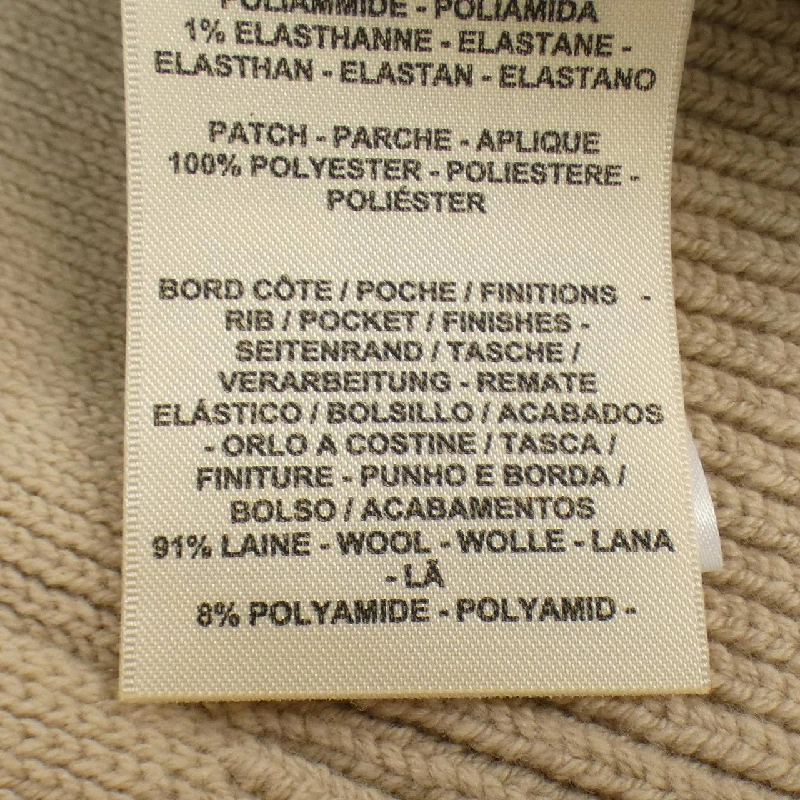 POLIAMMIDE - POLIAMIDA
1% ELASTHANNE - ELASTANE -
ELASTHAN - ELASTAN - ELASTANO
PATCH - PARCHE - APLIQUE
100% POLYESTER - POLIESTERE -
POLIÉSTER
BORD CÔTE / POCHE / FINITIONS -
RIB / POCKET / FINISHES -
SEITENRAND / TASCHE /
VERARBEITUNG - REMATE
ELÁSTICO / BOLSILLO / ACABADOS
- ORLO A COSTINE / TASCA /
FINITURE - PUNHO E BORDA /
BOLSO / ACABAMENTOS
91% LAINE - WOOL - WOLLE - LANA
- LÃ
8% POLYAMIDE - POLYAMID -